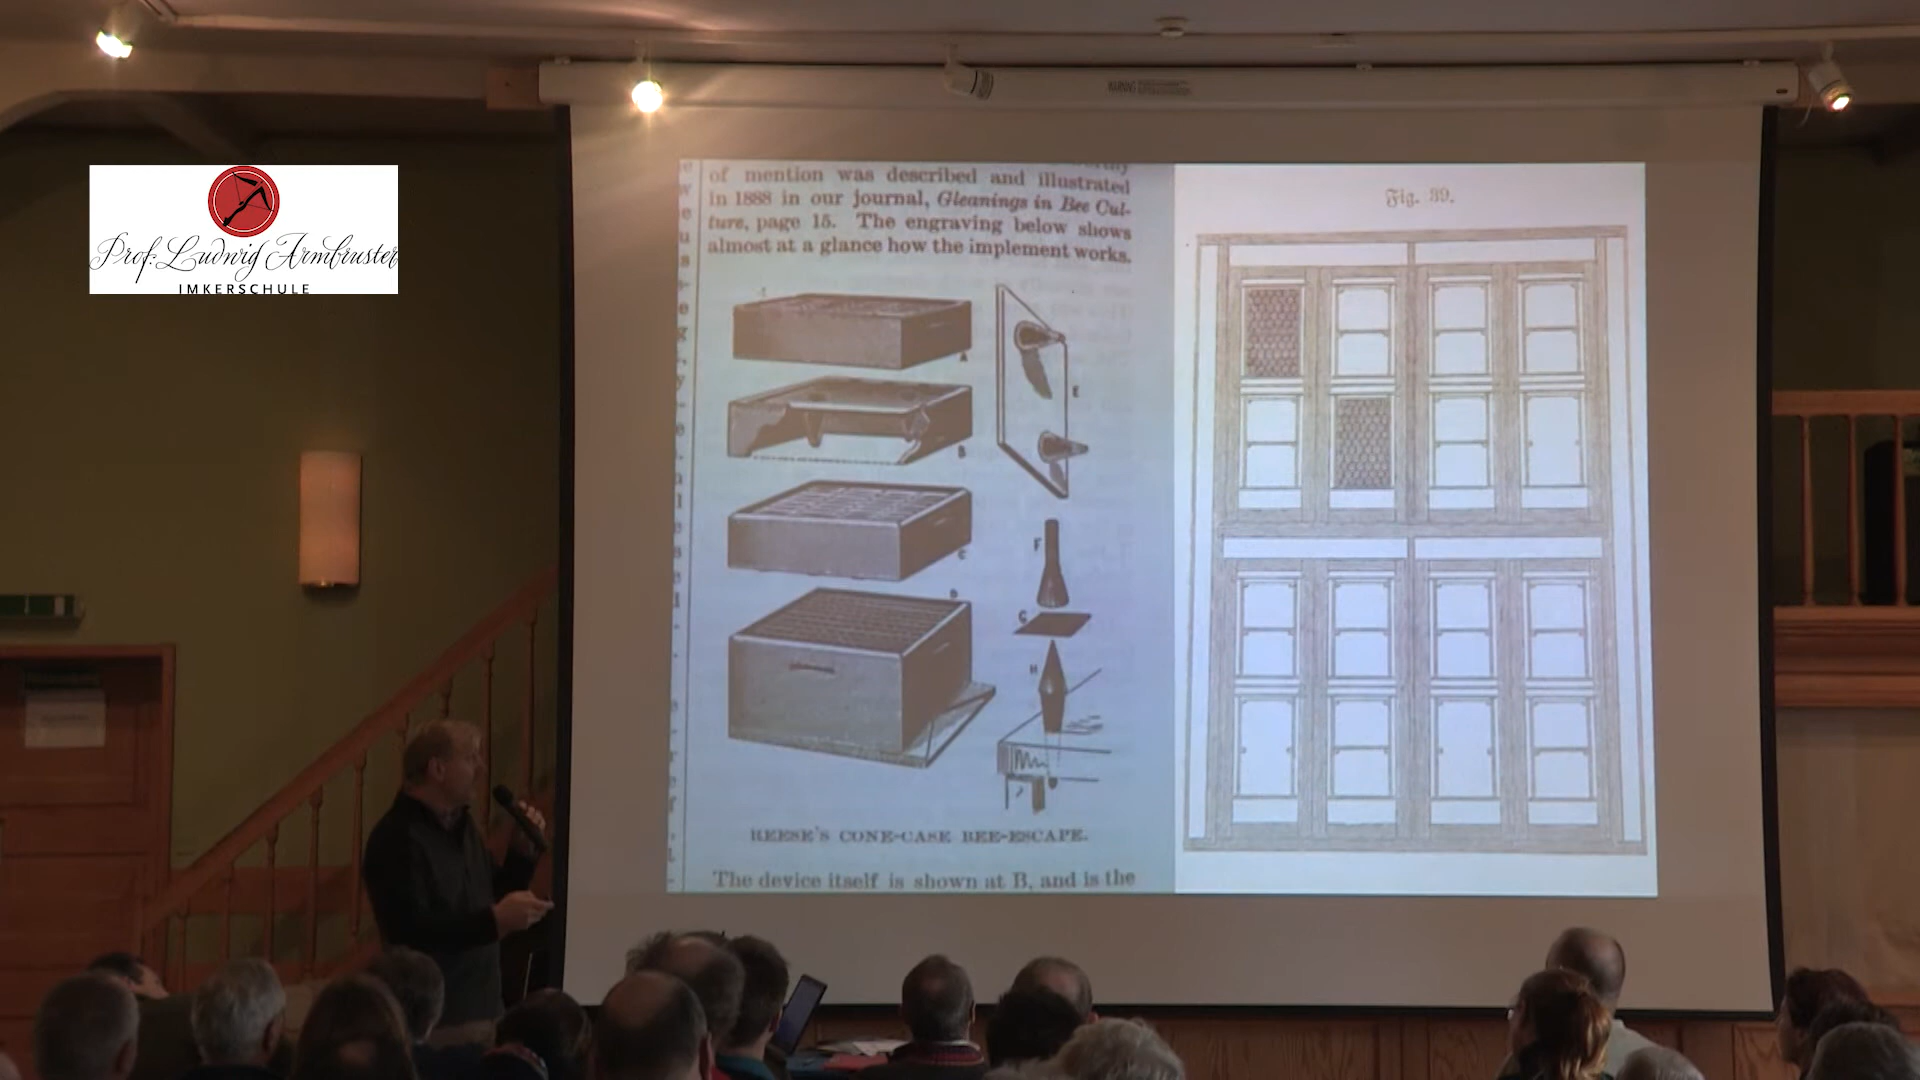 Prof. Ludwig Armbruster
IMKERSCHULE
WARNING
of mention was described and illustrated
in 1888 in our journal, Gleanings in Bee Cul-
ture, page 15. The engraving below shows
almost at a glance how the implement works.
A
B
C
D
E
F
G
H
REESE'S CONE-CASE BEE-ESCAPE.
The device itself is shown at B, and is the
Fig. 39.